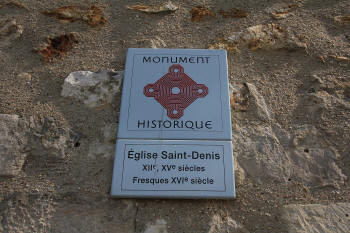 MONUMENT
HISTORIQUE
Église Saint-Denis
XIIe, XVe siècles
Fresques XVIe siècle